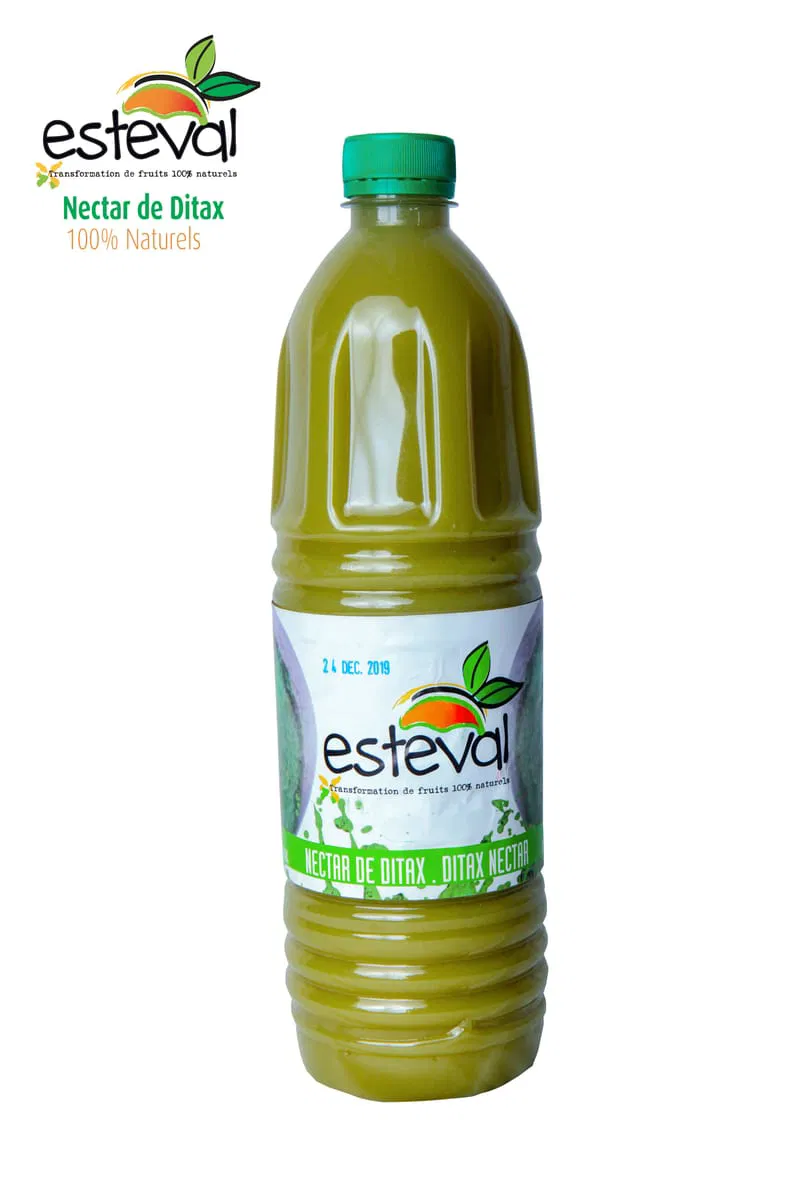 esteval
Transformation de fruits 100% naturels
Nectar de Ditax
100% Naturels
24 DEC. 2019
esteval
Transformation de fruits 100% naturels
NECTAR DE DITAX . DITAX NECTAR